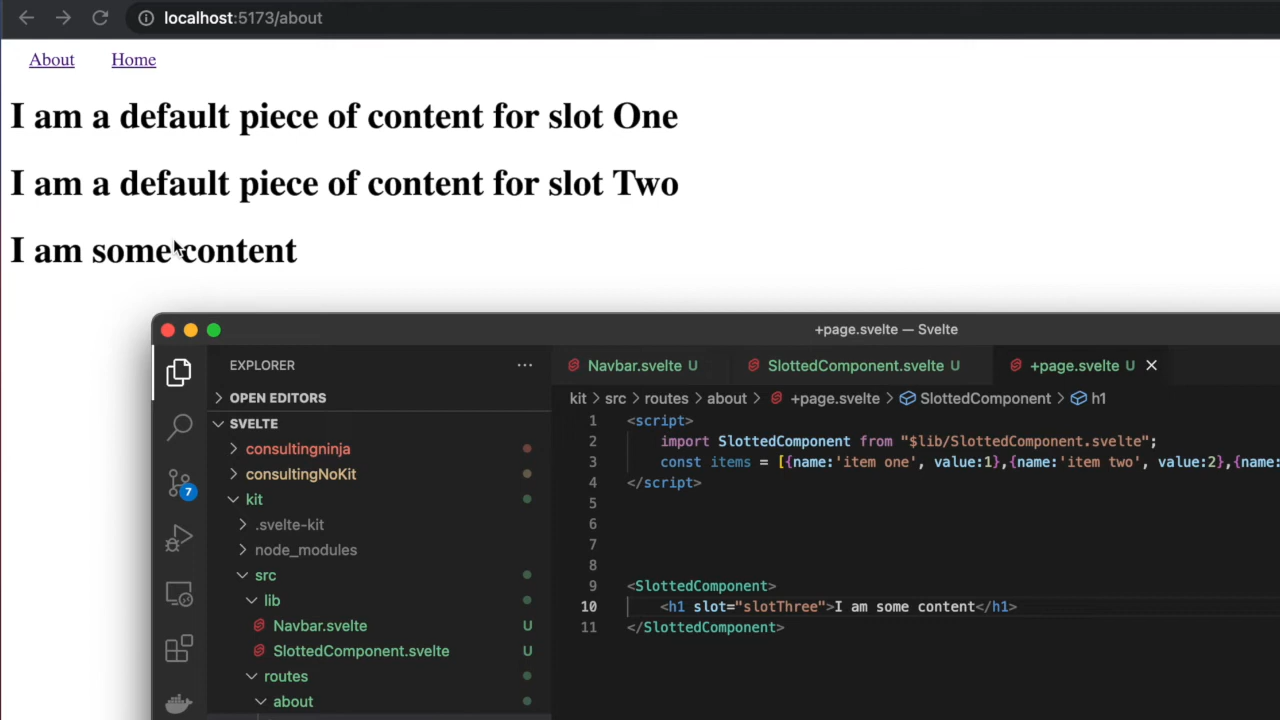 localhost:5173/about
About Home
I am a default piece of content for slot One
I am a default piece of content for slot Two
I am some content
+page.svelte — Svelte
EXPLORER ···
Navbar.svelte U SlottedComponent.svelte U +page.svelte U
OPEN EDITORS
kit > src > routes > about > +page.svelte > SlottedComponent > h1
SVELTE
consultingninja
consultingNoKit
kit
.svelte-kit
node_modules
src
lib
Navbar.svelte U
SlottedComponent.svelte U
routes
about
7
1 <script>
2 import SlottedComponent from "$lib/SlottedComponent.svelte";
3 const items = [{name:'item one', value:1},{name:'item two', value:2},{name:
4 </script>
5
6
7
8
9 <SlottedComponent>
10 <h1 slot="slotThree">I am some content</h1>
11 </SlottedComponent>